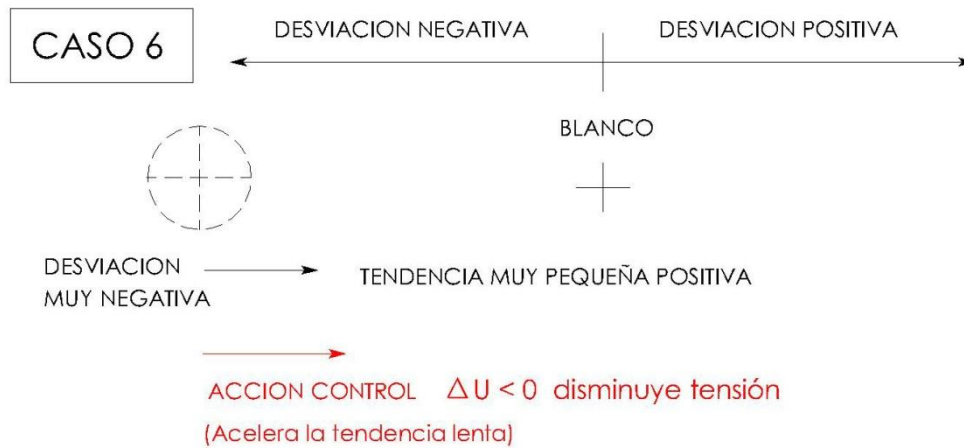 CASO 6
DESVIACION NEGATIVA
DESVIACION POSITIVA
BLANCO
DESVIACION
MUY NEGATIVA
TENDENCIA MUY PEQUEÑA POSITIVA
ACCION CONTROL △U < 0 disminuye tensión
(Acelera la tendencia lenta)